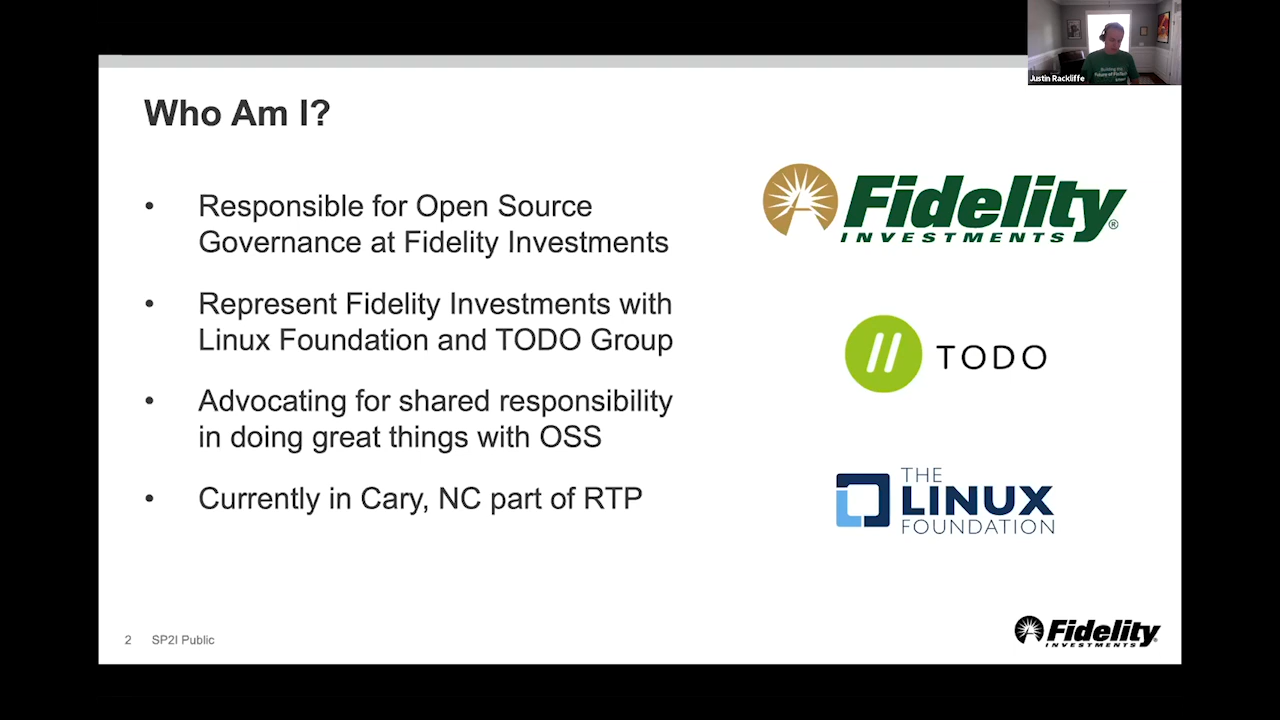 Justin Rackliffe
Who Am I?
• Responsible for Open Source
Governance at Fidelity Investments
• Represent Fidelity Investments with
Linux Foundation and TODO Group
• Advocating for shared responsibility
in doing great things with OSS
• Currently in Cary, NC part of RTP
Fidelity
INVESTMENTS®
TODO
THE
LINUX
FOUNDATION
2 SP2I Public
Fidelity
INVESTMENTS